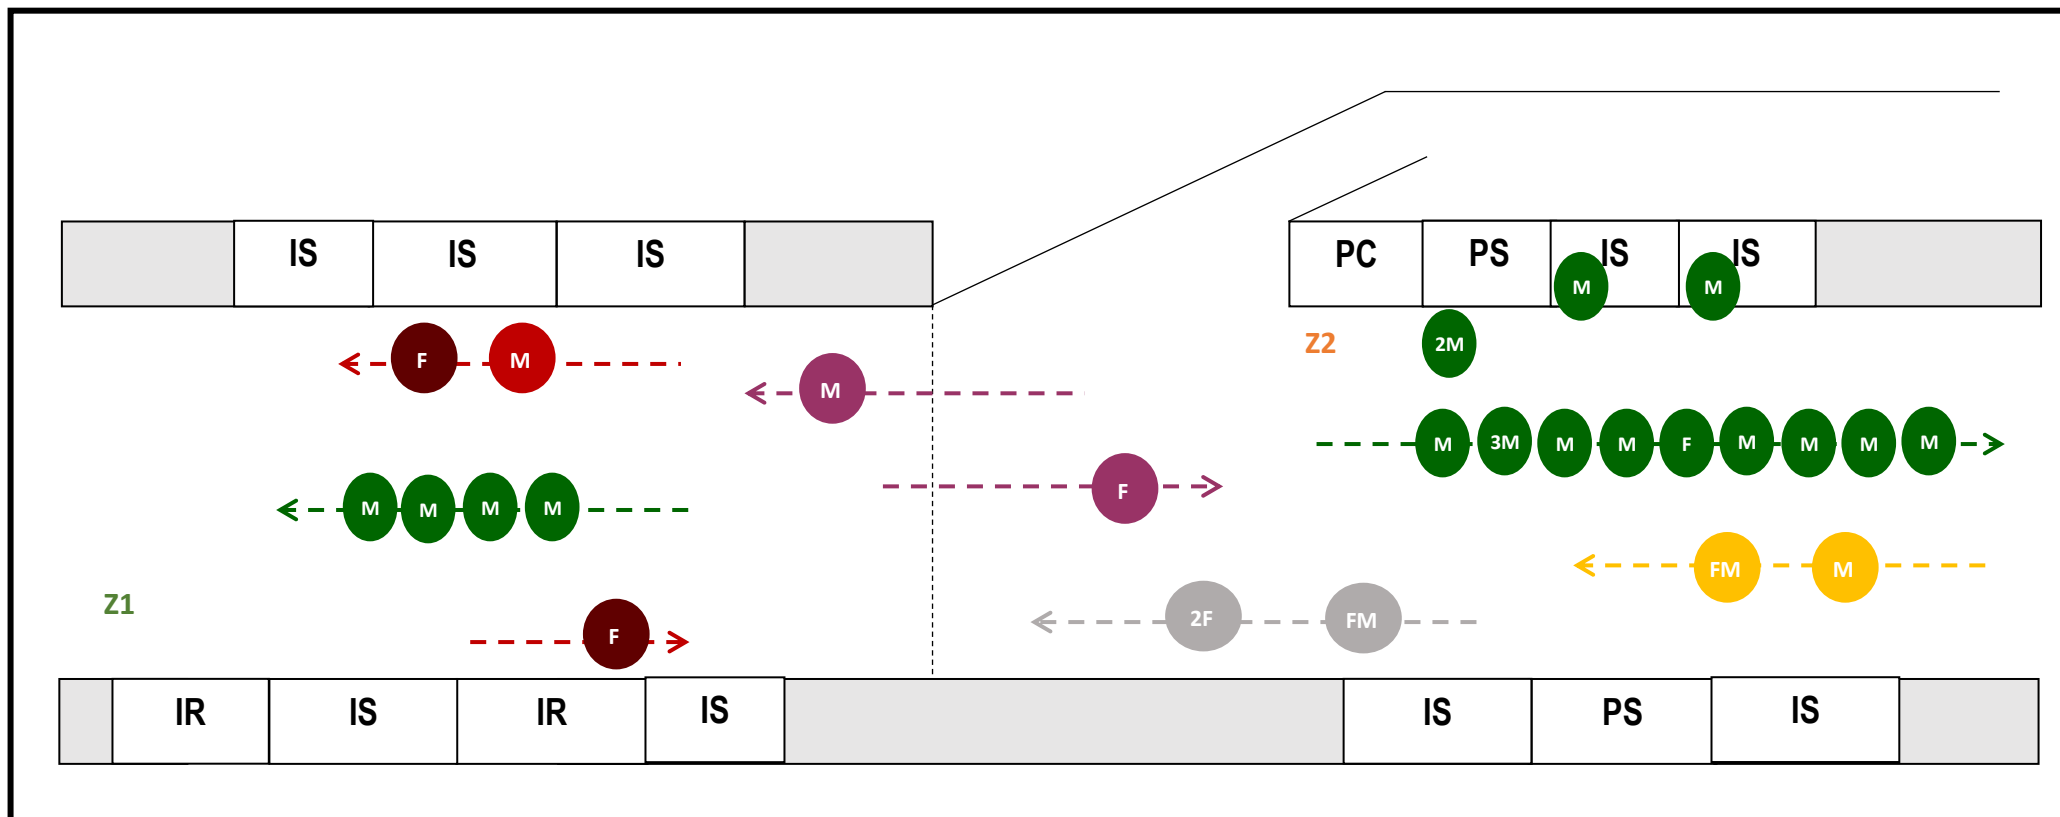 IS IS IS PC PS IS IS
M M
Z2 2M
F M M
M 3M M M F M M M M
M M M M F
FM M
Z1 F 2F FM
IR IS IR IS IS PS IS